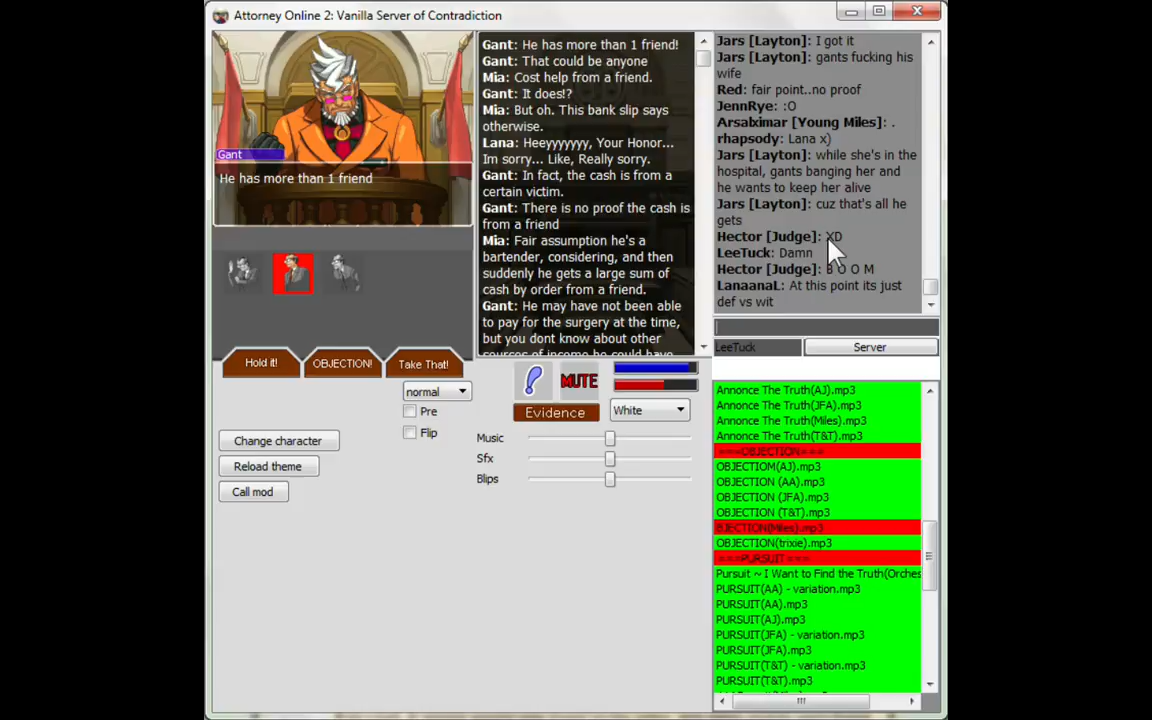 Attorney Online 2: Vanilla Server of Contradiction
Gant
He has more than 1 friend
Hold it!
OBJECTION!
Take That!
normal
Pre
Flip
Change character
Reload theme
Call mod
Gant: He has more than 1 friend!
Gant: That could be anyone
Mia: Cost help from a friend.
Gant: It does!?
Mia: But oh. This bank slip says
otherwise.
Lana: Heeyyyyyy, Your Honor...
Im sorry... Like, Really sorry.
Gant: In fact, the cash is from a
certain victim.
Gant: There is no proof the cash is
from a friend
Mia: Fair assumption he's a
bartender, considering, and then
suddenly he gets a large sum of
cash by order from a friend.
Gant: He may have not been able
to pay for the surgery at the time,
but you dont know about other
sources of income he could have
MUTE
Evidence
White
Music
Sfx
Blips
Jars [Layton]: I got it
Jars [Layton]: gants fucking his
wife
Red: fair point..no proof
JennRye: :O
Arsalximar [Young Miles]: .
rhapsody: Lana x)
Jars [Layton]: while she's in the
hospital, gants banging her and
he wants to keep her alive
Jars [Layton]: cuz that's all he
gets
Hector [Judge]: XD
LeeTuck: Damn
Hector [Judge]: B O O M
LanaanaL: At this point its just
def vs wit
LeeTuck
Server
Annonce The Truth(AJ).mp3
Annonce The Truth(JFA).mp3
Annonce The Truth(Miles).mp3
Annonce The Truth(T&T).mp3
===OBJECTION===
OBJECTIOM(AJ).mp3
OBJECTION (AA).mp3
OBJECTION (JFA).mp3
OBJECTION (T&T).mp3
BJECTION(Miles).mp3
OBJECTION(trixie).mp3
===PURSUIT===
Pursuit ~ I Want to Find the Truth(Orches
PURSUIT(AA) - variation.mp3
PURSUIT(AA).mp3
PURSUIT(AJ).mp3
PURSUIT(JFA) - variation.mp3
PURSUIT(JFA).mp3
PURSUIT(T&T) - variation.mp3
PURSUIT(T&T).mp3